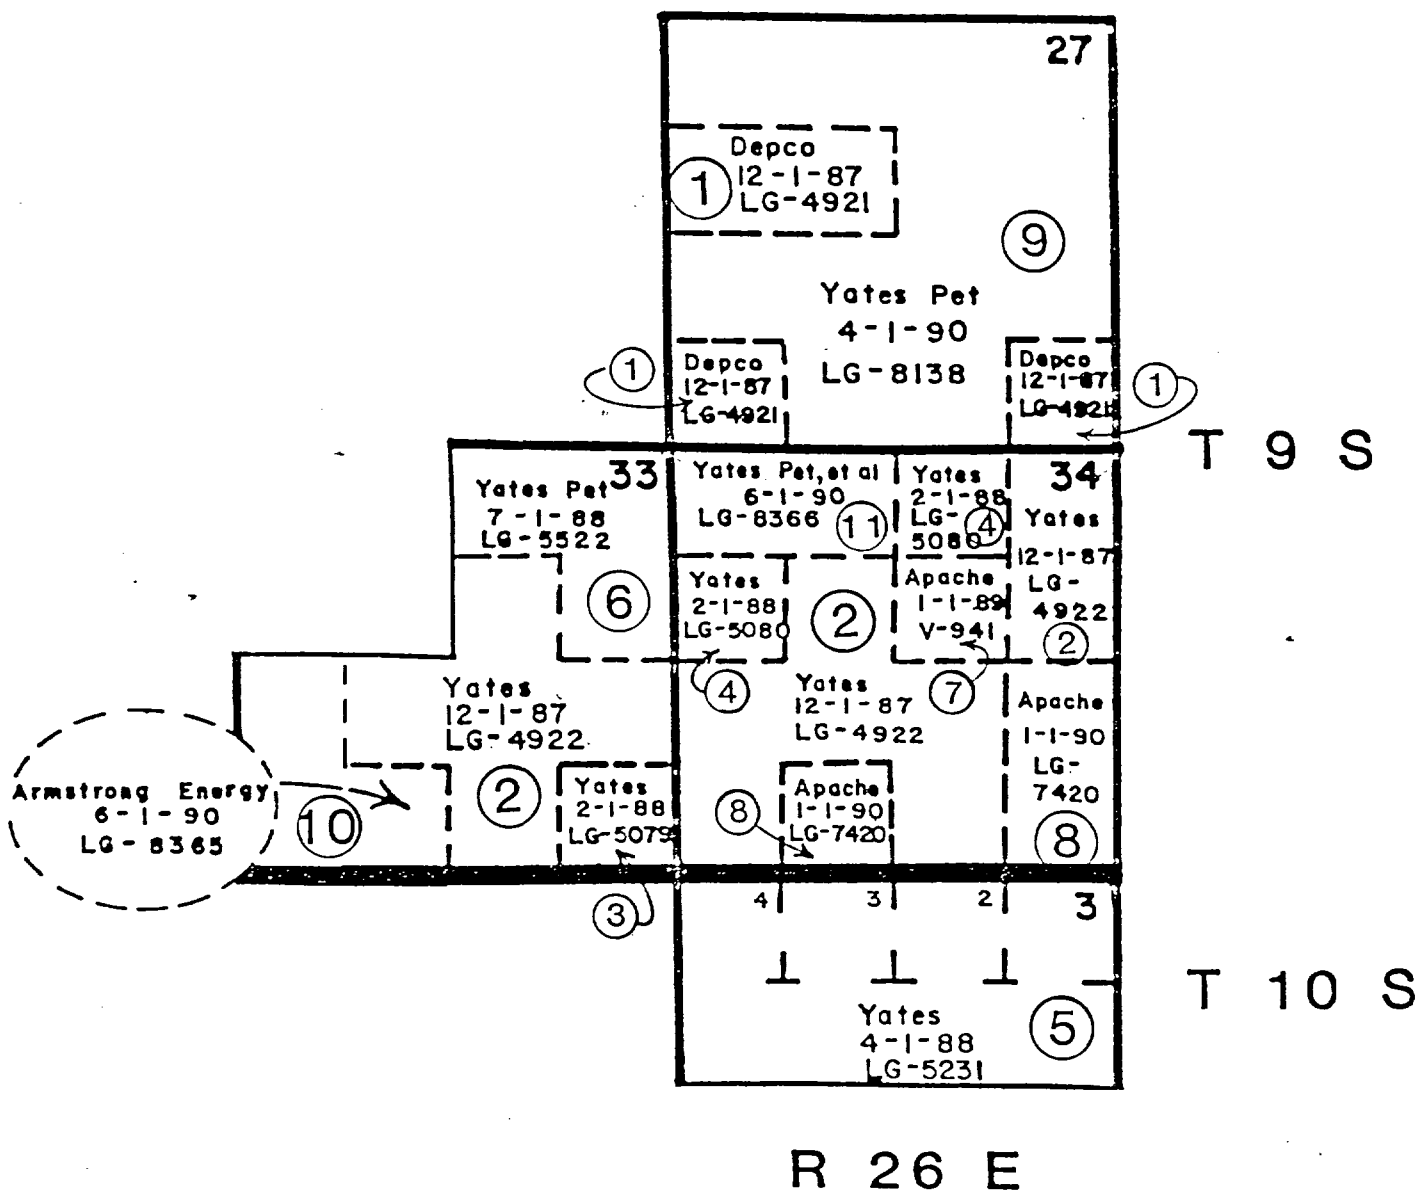 27
Depco
12-1-87
LG-4921
1
9
Yates Pet
4-1-90
LG-8138
1
Depco
12-1-87
LG-4921
Depco
12-1-87
LG-4921
1
T 9 S
33
Yates Pet
7-1-88
LG-5522
6
Yates Pet, et al
6-1-90
LG-8366
11
Yates
2-1-88
LG-
5080
4
34
Yates
12-1-87
LG-
4922
2
Yates
2-1-88
LG-5080
4
2
Apache
1-1-89
V-941
7
Yates
12-1-87
LG-4922
2
Yates
12-1-87
LG-4922
Apache
1-1-90
LG-
7420
8
Armstrong Energy
6-1-90
LG-8365
10
Yates
2-1-88
LG-5079
3
8
Apache
1-1-90
LG-7420
4
3
2
3
T 10 S
Yates
4-1-88
LG-5231
5
R 26 E